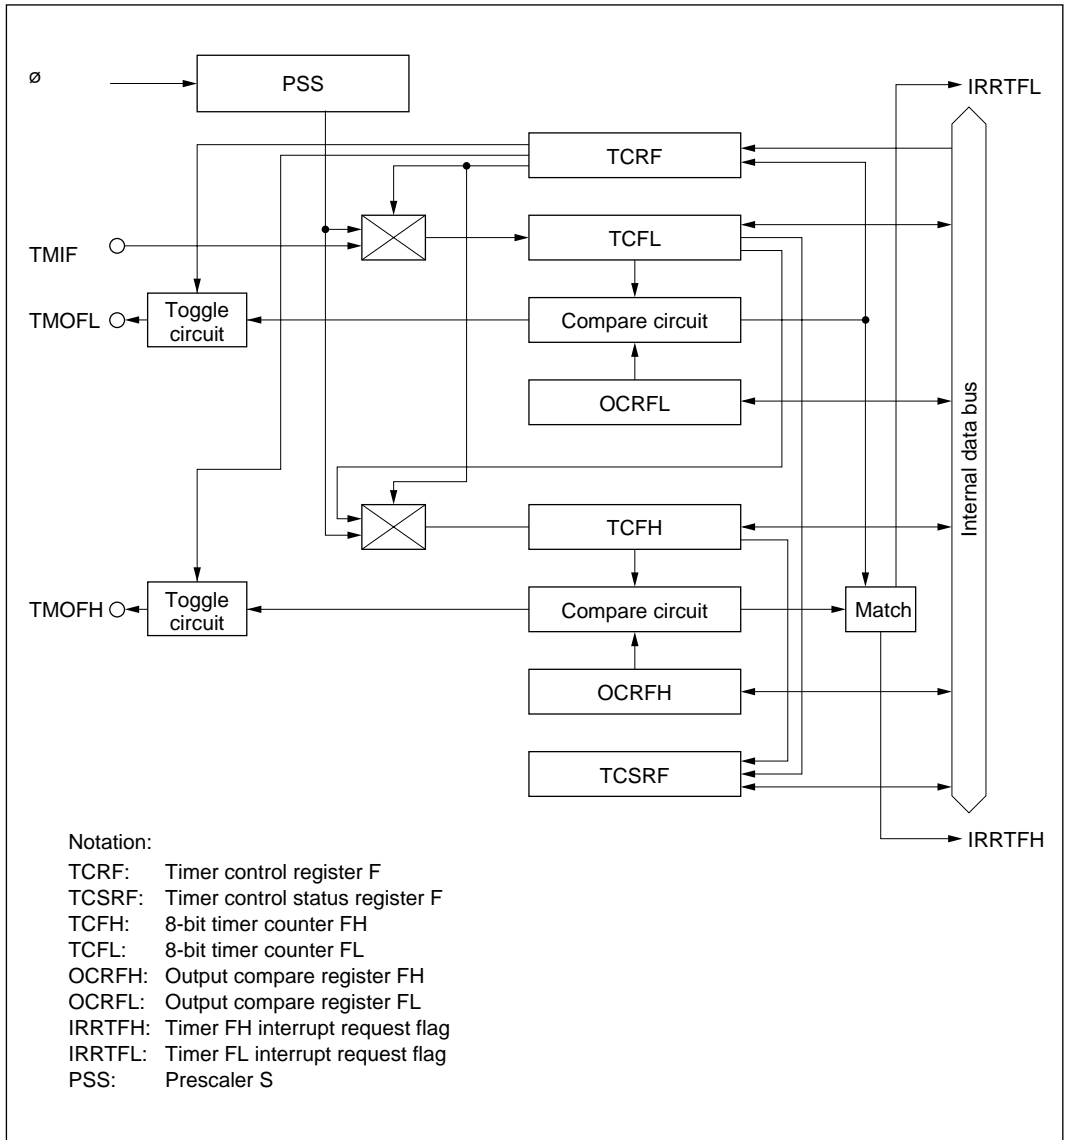 ø
PSS
IRRTFL
TCRF
TMIF
TCFL
TMOFL
Toggle
circuit
Compare circuit
OCRFL
Internal data bus
TCFH
TMOFH
Toggle
circuit
Compare circuit
Match
OCRFH
TCSRF
IRRTFH
Notation:
TCRF: Timer control register F
TCSRF: Timer control status register F
TCFH: 8-bit timer counter FH
TCFL: 8-bit timer counter FL
OCRFH: Output compare register FH
OCRFL: Output compare register FL
IRRTFH: Timer FH interrupt request flag
IRRTFL: Timer FL interrupt request flag
PSS: Prescaler S